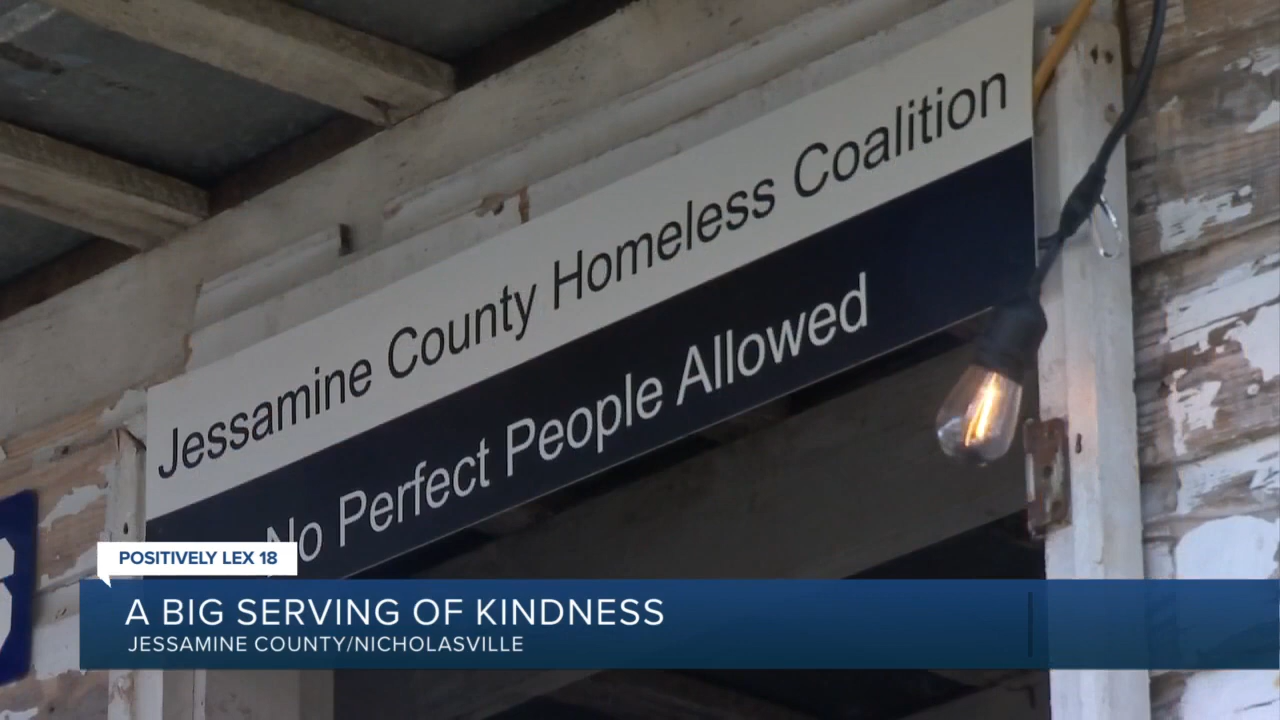 Jessamine County Homeless Coalition
No Perfect People Allowed
POSITIVELY LEX 18
A BIG SERVING OF KINDNESS
JESSAMINE COUNTY/NICHOLASVILLE